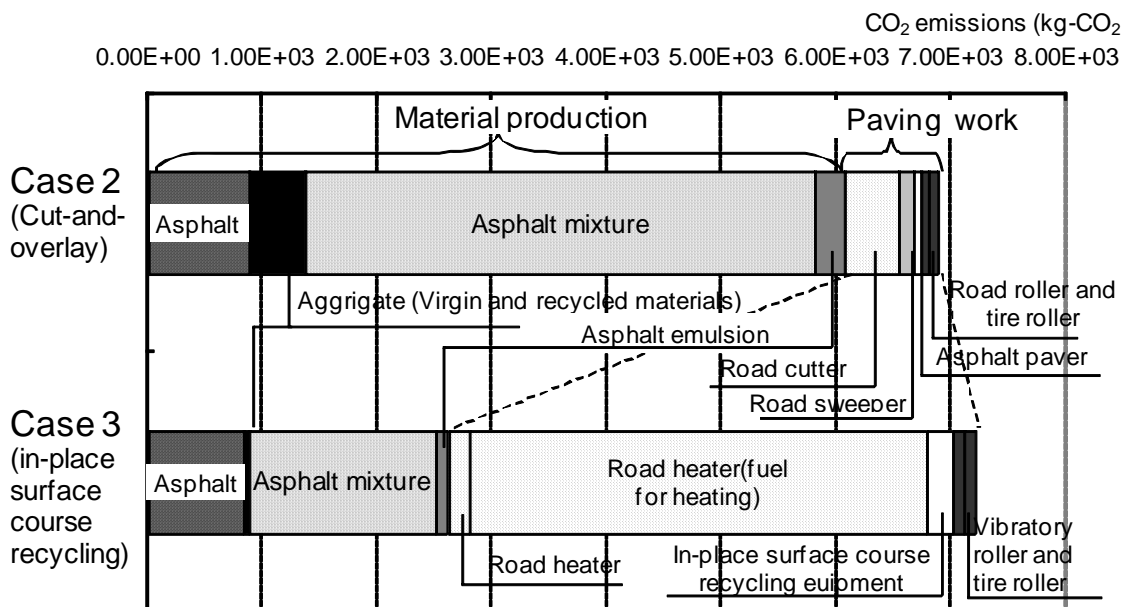 CO2 emissions (kg-CO2
0.00E+00 1.00E+03 2.00E+03 3.00E+03 4.00E+03 5.00E+03 6.00E+03 7.00E+03 8.00E+03
Material production
Paving work
Case 2
(Cut-and-
overlay)
Asphalt
Asphalt mixture
Aggrigate (Virgin and recycled materials)
Asphalt emulsion
Road roller and
tire roller
Asphalt paver
Road cutter
Road sweeper
Case 3
(in-place
surface
course
recycling)
Asphalt
Asphalt mixture
Road heater(fuel
for heating)
Road heater
In-place surface course
recycling euipment
Vibratory
roller and
tire roller